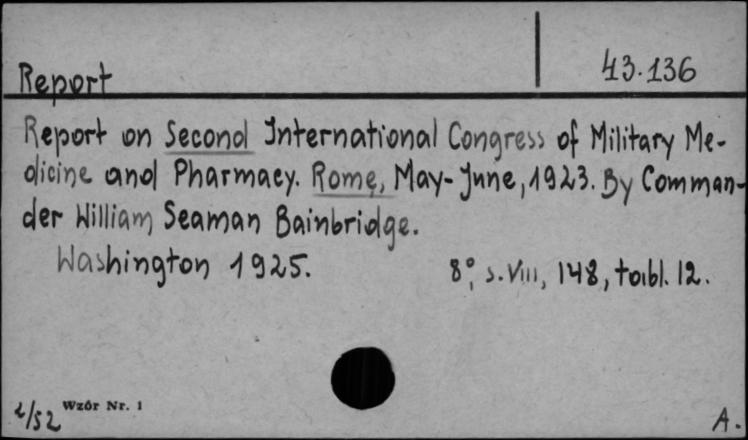 Report
43.136
Report on Second International Congress of Military Me-
dicine and Pharmacy. Rome, May-June, 1923. By Comman-
der William Seaman Bainbridge.
Washington 1925. 8°, s. VIII, 148, tabl. 12.
Wzór Nr. 1
2/52
A.